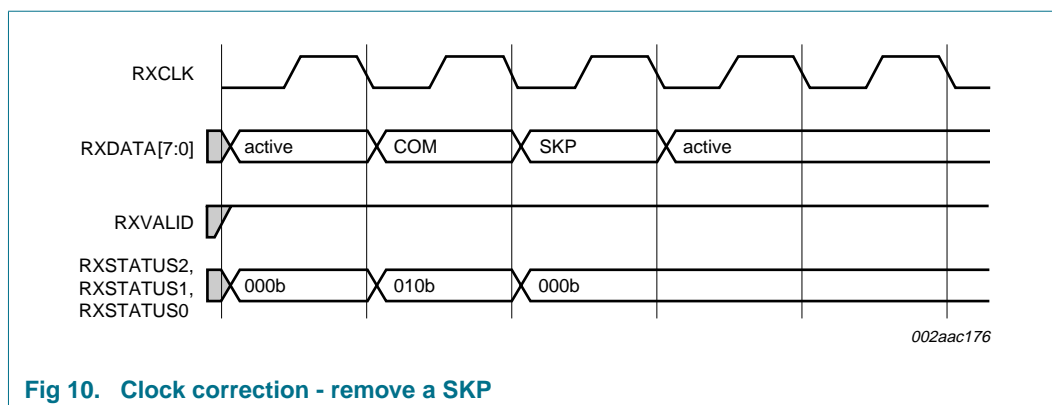 RXCLK
RXDATA[7:0] active COM SKP active
RXVALID
RXSTATUS2,
RXSTATUS1,
RXSTATUS0
000b 010b 000b
002aac176
Fig 10. Clock correction - remove a SKP